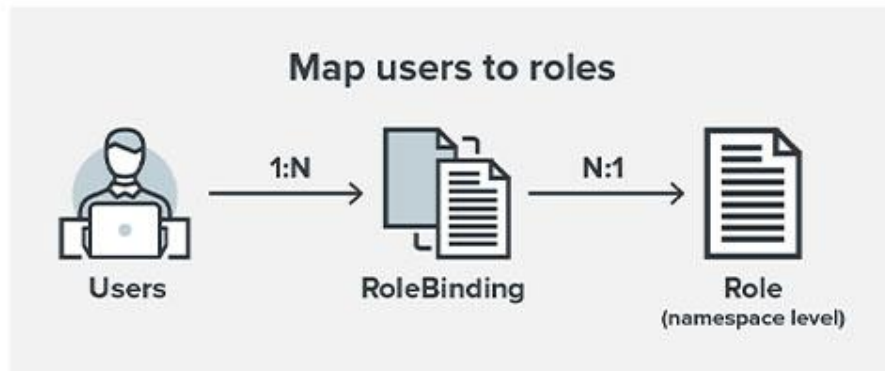 Map users to roles
1:N
N:1
Users
RoleBinding
Role
(namespace level)